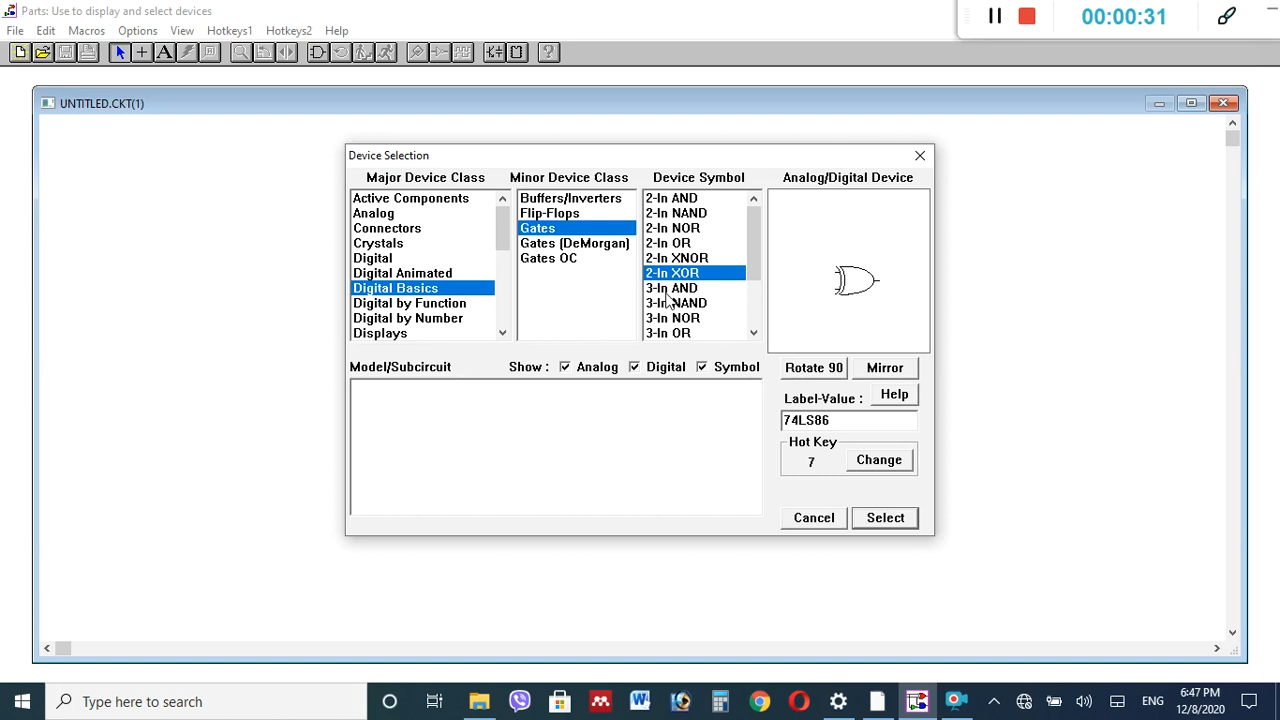 Parts: Use to display and select devices
00:00:31
File Edit Macros Options View Hotkeys1 Hotkeys2 Help
UNTITLED.CKT(1)
Device Selection
Major Device Class Minor Device Class Device Symbol Analog/Digital Device
Active Components Buffers/Inverters 2-In AND
Analog Flip-Flops 2-In NAND
Connectors Gates 2-In NOR
Crystals Gates (DeMorgan) 2-In OR
Digital Gates OC 2-In XNOR
Digital Animated 2-In XOR
Digital Basics 3-In AND
Digital by Function 3-In NAND
Digital by Number 3-In NOR
Displays 3-In OR
Model/Subcircuit Show : Analog Digital Symbol Rotate 90 Mirror
Label-Value : Help
74LS86
Hot Key
7 Change
Cancel Select
Type here to search
ENG 6:47 PM
12/8/2020